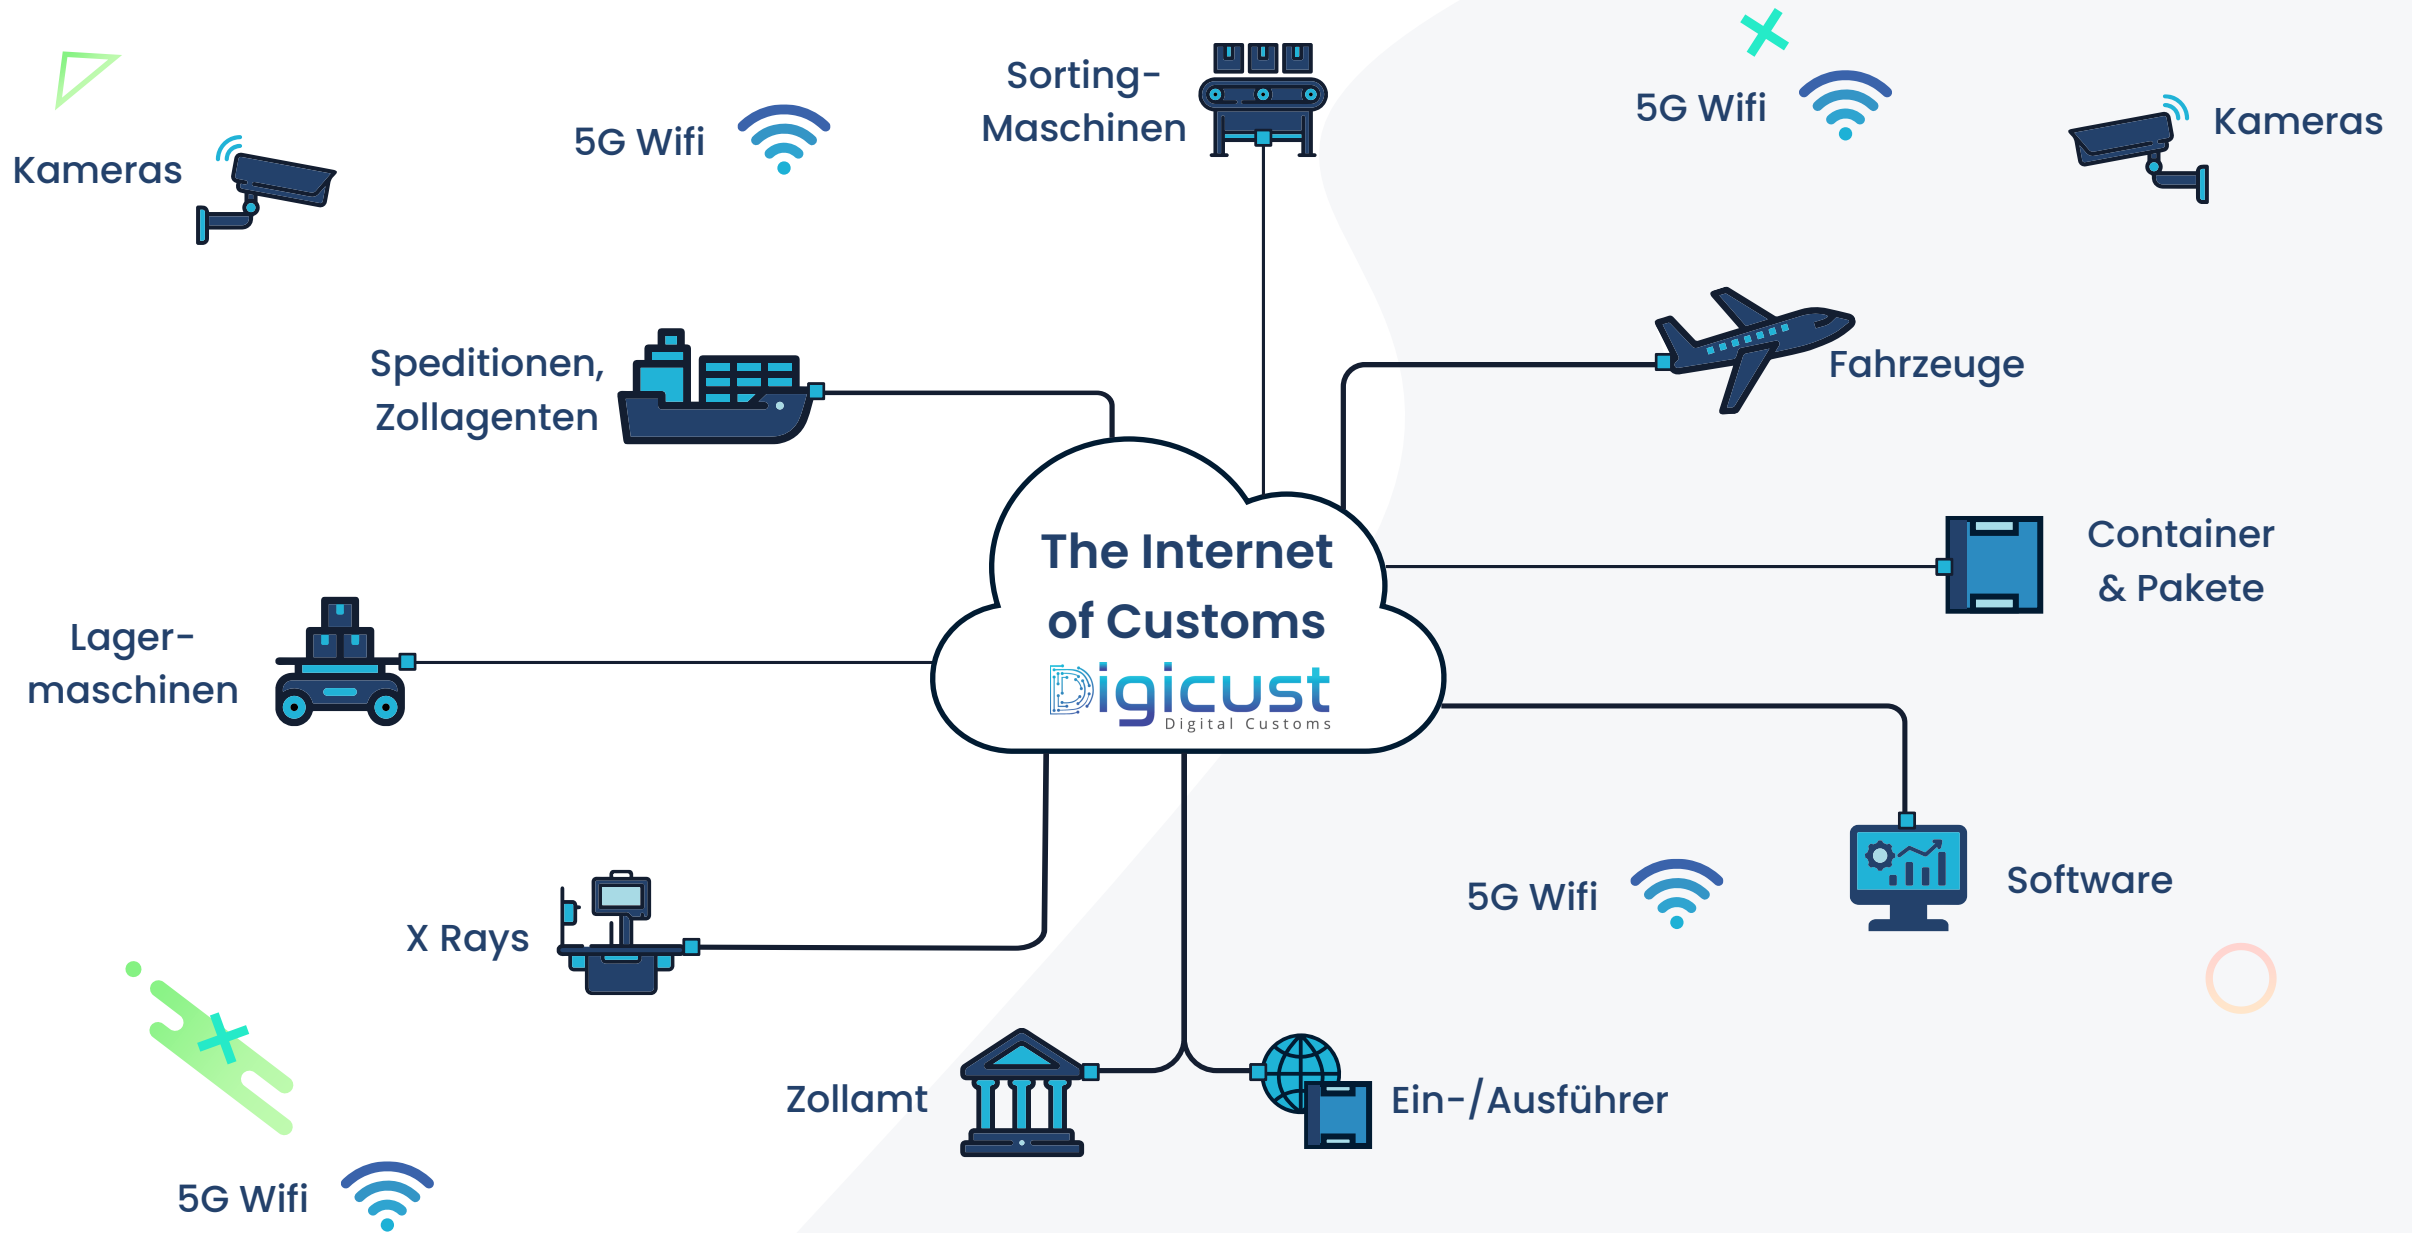 Sorting-
Maschinen
5G Wifi
Kameras
5G Wifi
Kameras
Speditionen,
Zollagenten
Fahrzeuge
Container
& Pakete
The Internet
of Customs
Digicust
Digital Customs
Lager-
maschinen
Software
5G Wifi
X Rays
Zollamt
Ein-/Ausführer
5G Wifi